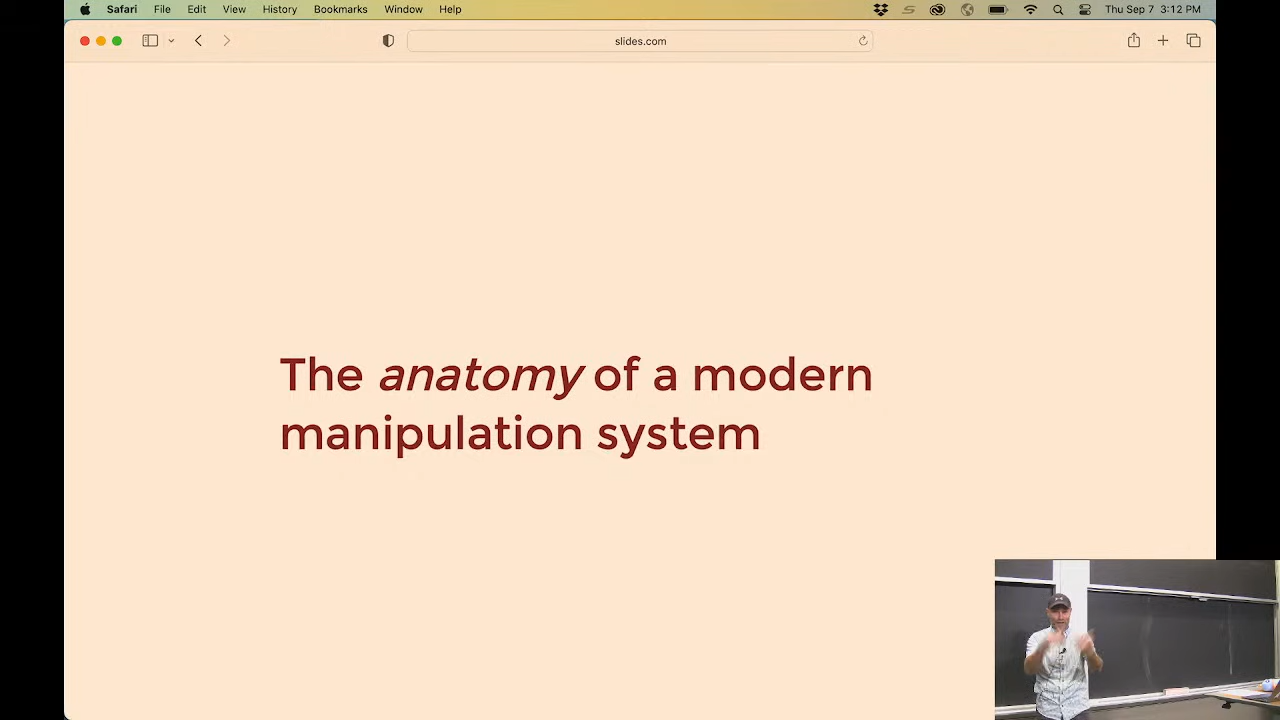 Safari File Edit View History Bookmarks Window Help Thu Sep 7 3:12 PM
slides.com
The anatomy of a modern
manipulation system